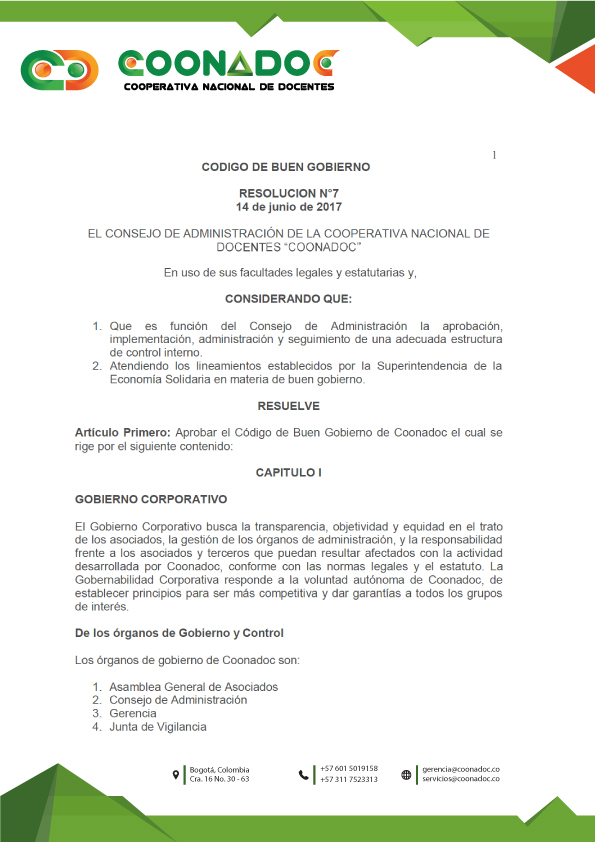 COONADOC
COOPERATIVA NACIONAL DE DOCENTES
1
CODIGO DE BUEN GOBIERNO
RESOLUCION N°7
14 de junio de 2017
EL CONSEJO DE ADMINISTRACIÓN DE LA COOPERATIVA NACIONAL DE
DOCENTES “COONADOC”
En uso de sus facultades legales y estatutarias y,
CONSIDERANDO QUE:
1. Que es función del Consejo de Administración la aprobación,
implementación, administración y seguimiento de una adecuada estructura
de control interno.
2. Atendiendo los lineamientos establecidos por la Superintendencia de la
Economía Solidaria en materia de buen gobierno.
RESUELVE
Artículo Primero: Aprobar el Código de Buen Gobierno de Coonadoc el cual se
rige por el siguiente contenido:
CAPITULO I
GOBIERNO CORPORATIVO
El Gobierno Corporativo busca la transparencia, objetividad y equidad en el trato
de los asociados, la gestión de los órganos de administración, y la responsabilidad
frente a los asociados y terceros que puedan resultar afectados con la actividad
desarrollada por Coonadoc, conforme con las normas legales y el estatuto. La
Gobernabilidad Corporativa responde a la voluntad autónoma de Coonadoc, de
establecer principios para ser más competitiva y dar garantías a todos los grupos
de interés.
De los órganos de Gobierno y Control
Los órganos de gobierno de Coonadoc son:
1. Asamblea General de Asociados
2. Consejo de Administración
3. Gerencia
4. Junta de Vigilancia
Bogotá, Colombia
Cra. 16 No. 30 - 63
+57 601 5019158
+57 311 7523313
gerencia@coonadoc.co
servicios@coonadoc.co